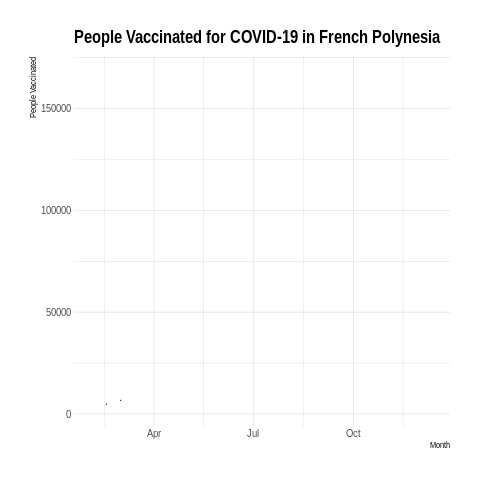 People Vaccinated for COVID-19 in French Polynesia
People Vaccinated
150000
100000
50000
0
Apr Jul Oct
Month